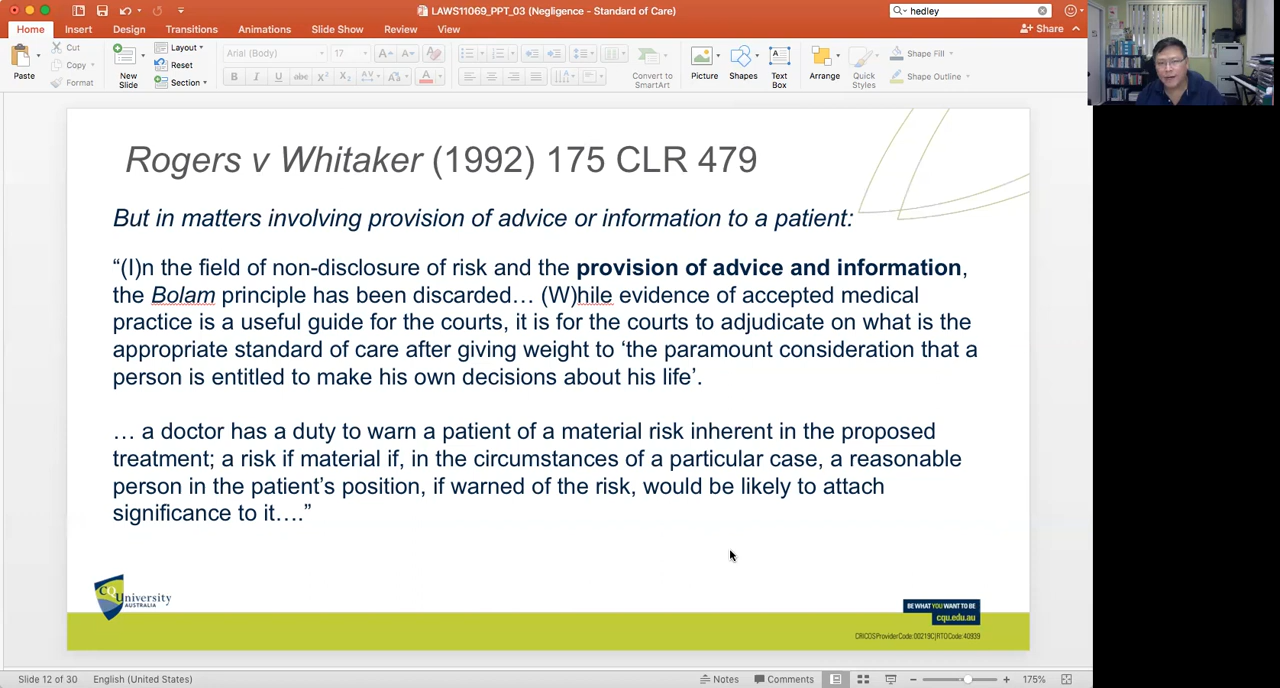 LAWS11069_PPT_03 (Negligence - Standard of Care)
hedley
Home Insert Design Transitions Animations Slide Show Review View
Share
Paste
Cut
Copy
Format
New Slide
Layout
Reset
Section
Arial (Body)
17
Convert to SmartArt
Picture
Shapes
Text Box
Arrange
Quick Styles
Shape Fill
Shape Outline
Rogers v Whitaker (1992) 175 CLR 479
But in matters involving provision of advice or information to a patient:
“(I)n the field of non-disclosure of risk and the provision of advice and information,
the Bolam principle has been discarded… (W)hile evidence of accepted medical
practice is a useful guide for the courts, it is for the courts to adjudicate on what is the
appropriate standard of care after giving weight to ‘the paramount consideration that a
person is entitled to make his own decisions about his life’.
… a doctor has a duty to warn a patient of a material risk inherent in the proposed
treatment; a risk if material if, in the circumstances of a particular case, a reasonable
person in the patient’s position, if warned of the risk, would be likely to attach
significance to it….”
CQUniversity
AUSTRALIA
BE WHAT YOU WANT TO BE
cqu.edu.au
Slide 12 of 30
English (United States)
Notes
Comments
175%